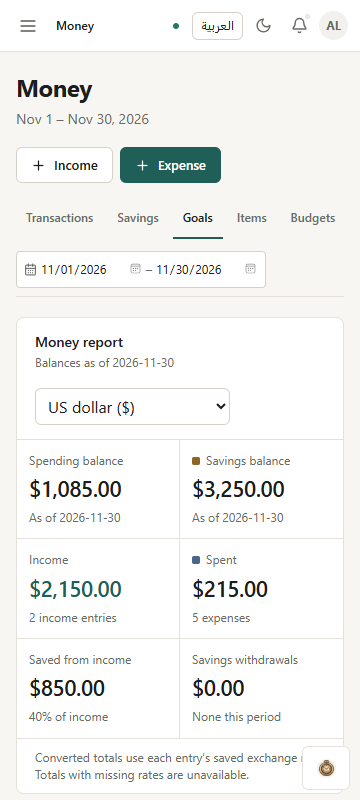 Money
العربية
AL
Money
Nov 1 – Nov 30, 2026
+ Income
+ Expense
Transactions Savings Goals Items Budgets
11/01/2026 – 11/30/2026
Money report
Balances as of 2026-11-30
US dollar ($)
Spending balance
$1,085.00
As of 2026-11-30
Savings balance
$3,250.00
As of 2026-11-30
Income
$2,150.00
2 income entries
Spent
$215.00
5 expenses
Saved from income
$850.00
40% of income
Savings withdrawals
$0.00
None this period
Converted totals use each entry's saved exchange
Totals with missing rates are unavailable.